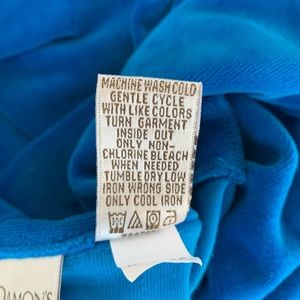 MACHINE WASH COLD
GENTLE CYCLE
WITH LIKE COLORS
TURN GARMENT
INSIDE OUT
ONLY NON-
CHLORINE BLEACH
WHEN NEEDED
TUMBLE DRY LOW
IRON WRONG SIDE
ONLY COOL IRON
DAMON'S